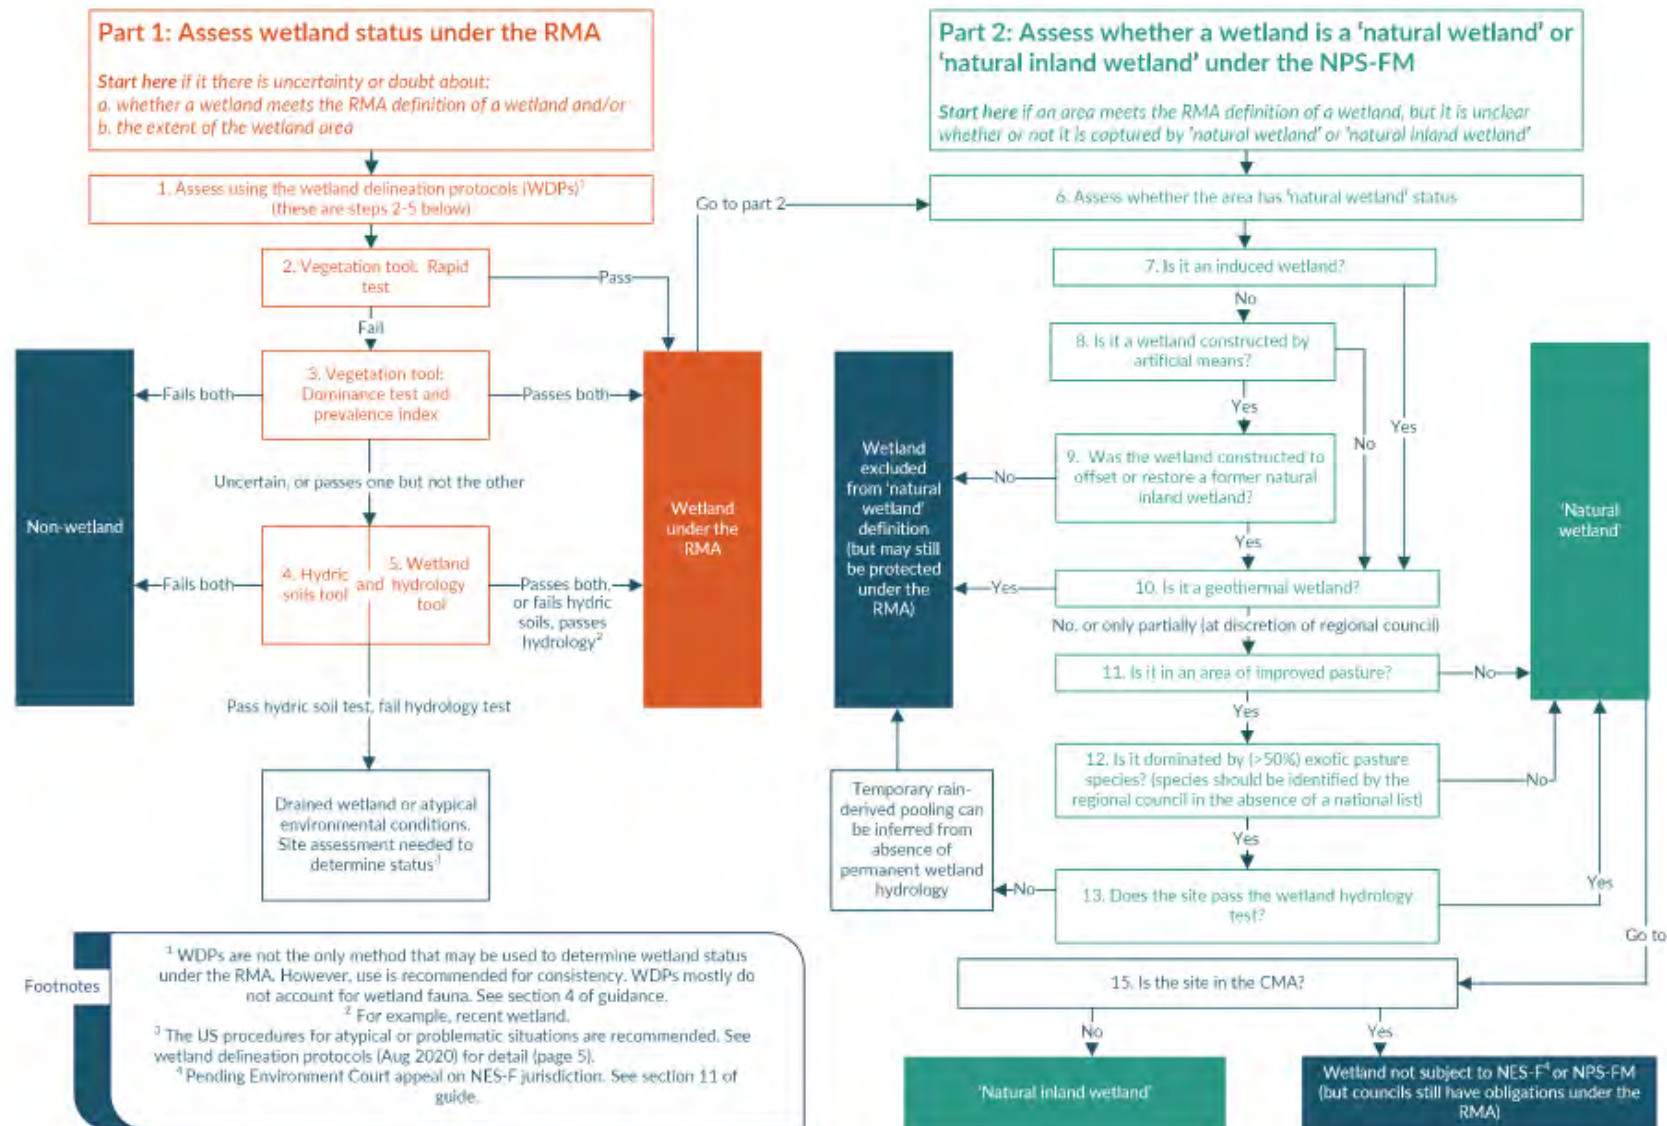 Part 1: Assess wetland status under the RMA
Start here if it there is uncertainty or doubt about:
a. whether a wetland meets the RMA definition of a wetland and/or
b. the extent of the wetland area
1. Assess using the wetland delineation protocols (WDPs)¹
(these are steps 2-5 below)
2. Vegetation tool: Rapid
test
Pass
Fail
3. Vegetation tool:
Dominance test and
prevalence index
Fails both
Passes both
Uncertain, or passes one but not the other
Non-wetland
4. Hydric
soils tool
and
5. Wetland
hydrology
tool
Fails both
Passes both,
or fails hydric
soils, passes
hydrology²
Wetland
under the
RMA
Pass hydric soil test, fail hydrology test
Drained wetland or atypical
environmental conditions.
Site assessment needed to
determine status³
Go to part 2
Part 2: Assess whether a wetland is a 'natural wetland' or
'natural inland wetland' under the NPS-FM
Start here if an area meets the RMA definition of a wetland, but it is unclear
whether or not it is captured by 'natural wetland' or 'natural inland wetland'
6. Assess whether the area has 'natural wetland' status
7. Is it an induced wetland?
No
Yes
8. Is it a wetland constructed by
artificial means?
Yes
No
9. Was the wetland constructed to
offset or restore a former natural
inland wetland?
No
Yes
Wetland
excluded
from 'natural
wetland'
definition
(but may still
be protected
under the
RMA)
10. Is it a geothermal wetland?
Yes
No, or only partially (at discretion of regional council)
11. Is it in an area of improved pasture?
No
Yes
'Natural
wetland'
12. Is it dominated by (>50%) exotic pasture
species? (species should be identified by the
regional council in the absence of a national list)
No
Yes
13. Does the site pass the wetland hydrology
test?
No
Yes
Temporary rain-
derived pooling can
be inferred from
absence of
permanent wetland
hydrology
Go to
15. Is the site in the CMA?
No
Yes
'Natural inland wetland'
Wetland not subject to NES-F⁴ or NPS-FM
(but councils still have obligations under the
RMA)
Footnotes
¹ WDPs are not the only method that may be used to determine wetland status
under the RMA. However, use is recommended for consistency. WDPs mostly do
not account for wetland fauna. See section 4 of guidance.
² For example, recent wetland.
³ The US procedures for atypical or problematic situations are recommended. See
wetland delineation protocols (Aug 2020) for detail (page 5).
⁴ Pending Environment Court appeal on NES-F jurisdiction. See section 11 of
guide.